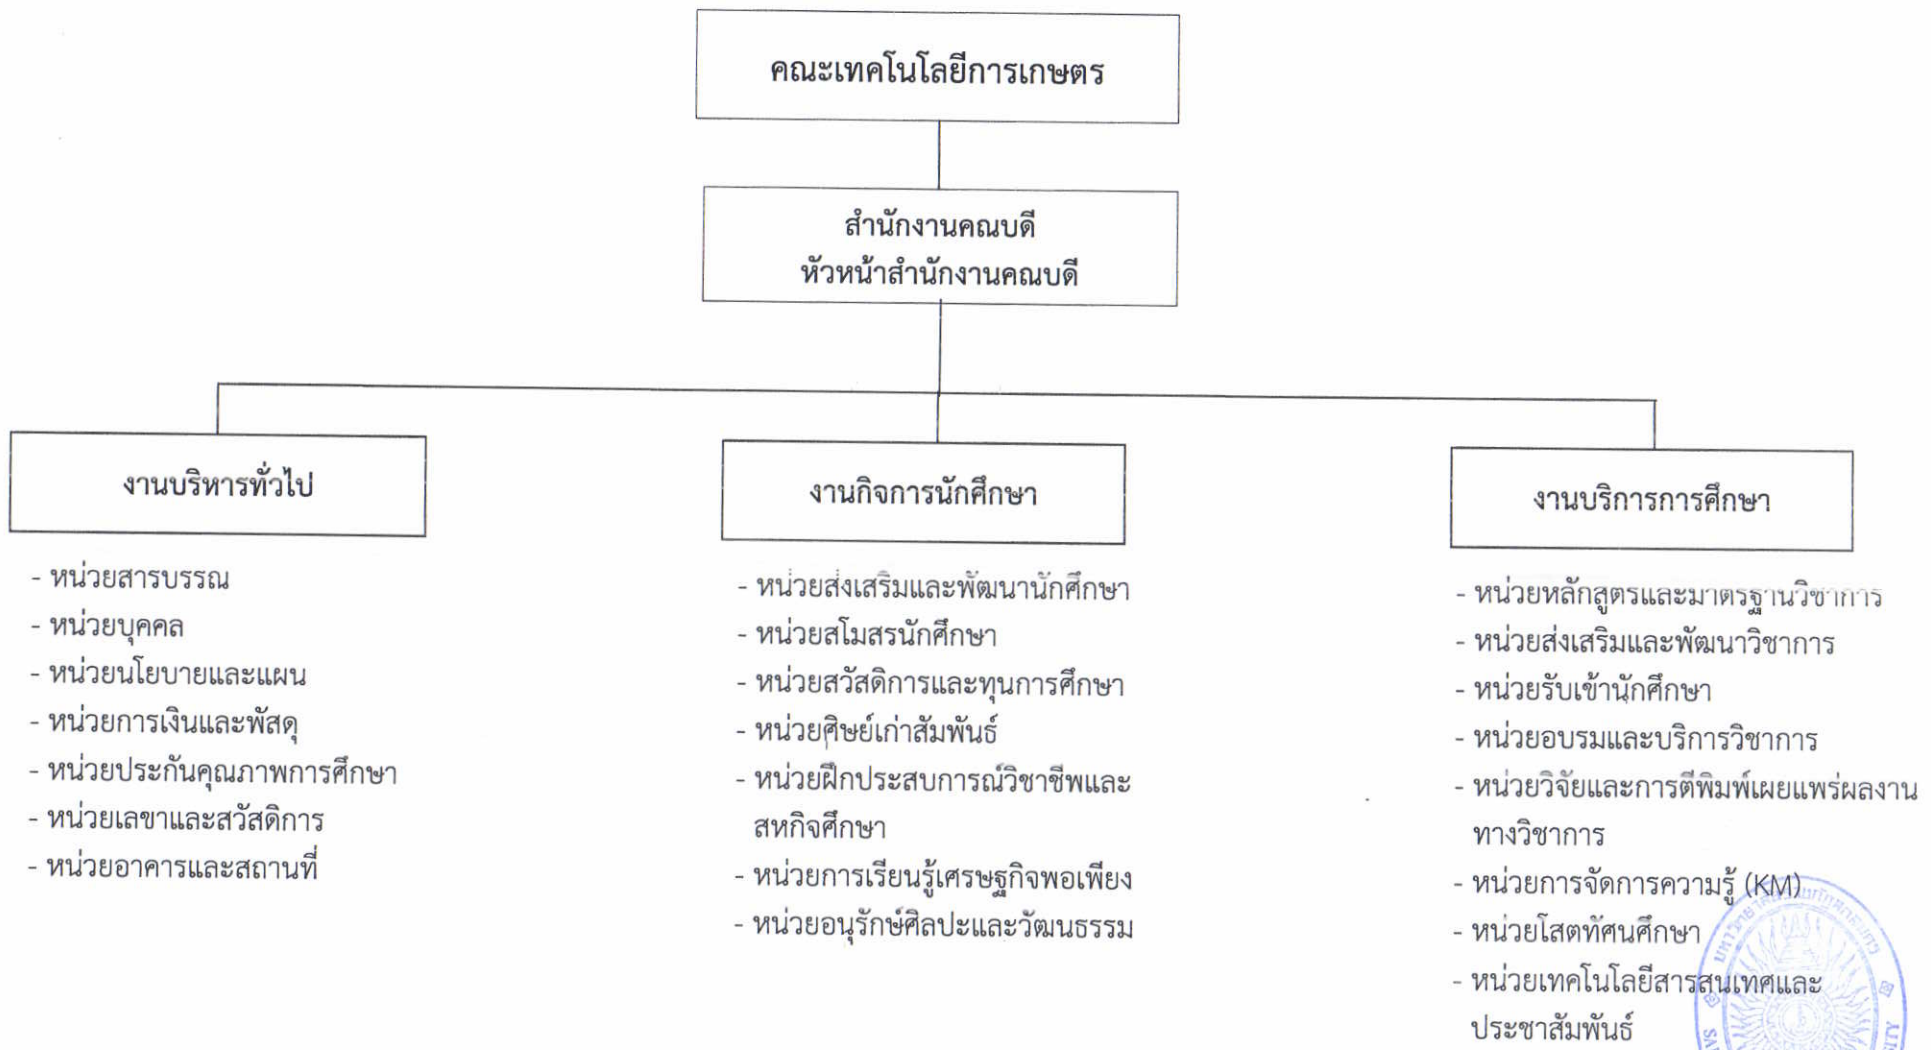 คณะเทคโนโลยีการเกษตร
สำนักงานคณบดี
หัวหน้าสำนักงานคณบดี
งานบริหารทั่วไป
- หน่วยสารบรรณ
- หน่วยบุคคล
- หน่วยนโยบายและแผน
- หน่วยการเงินและพัสดุ
- หน่วยประกันคุณภาพการศึกษา
- หน่วยเลขาและสวัสดิการ
- หน่วยอาคารและสถานที่
งานกิจการนักศึกษา
- หน่วยส่งเสริมและพัฒนานักศึกษา
- หน่วยสโมสรนักศึกษา
- หน่วยสวัสดิการและทุนการศึกษา
- หน่วยศิษย์เก่าสัมพันธ์
- หน่วยฝึกประสบการณ์วิชาชีพและ
สหกิจศึกษา
- หน่วยการเรียนรู้เศรษฐกิจพอเพียง
- หน่วยอนุรักษ์ศิลปะและวัฒนธรรม
งานบริการการศึกษา
- หน่วยหลักสูตรและมาตรฐานวิชาการ
- หน่วยส่งเสริมและพัฒนาวิชาการ
- หน่วยรับเข้านักศึกษา
- หน่วยอบรมและบริการวิชาการ
- หน่วยวิจัยและการตีพิมพ์เผยแพร่ผลงาน
ทางวิชาการ
- หน่วยการจัดการความรู้ (KM)
- หน่วยโสตทัศนศึกษา
- หน่วยเทคโนโลยีสารสนเทศและ
ประชาสัมพันธ์